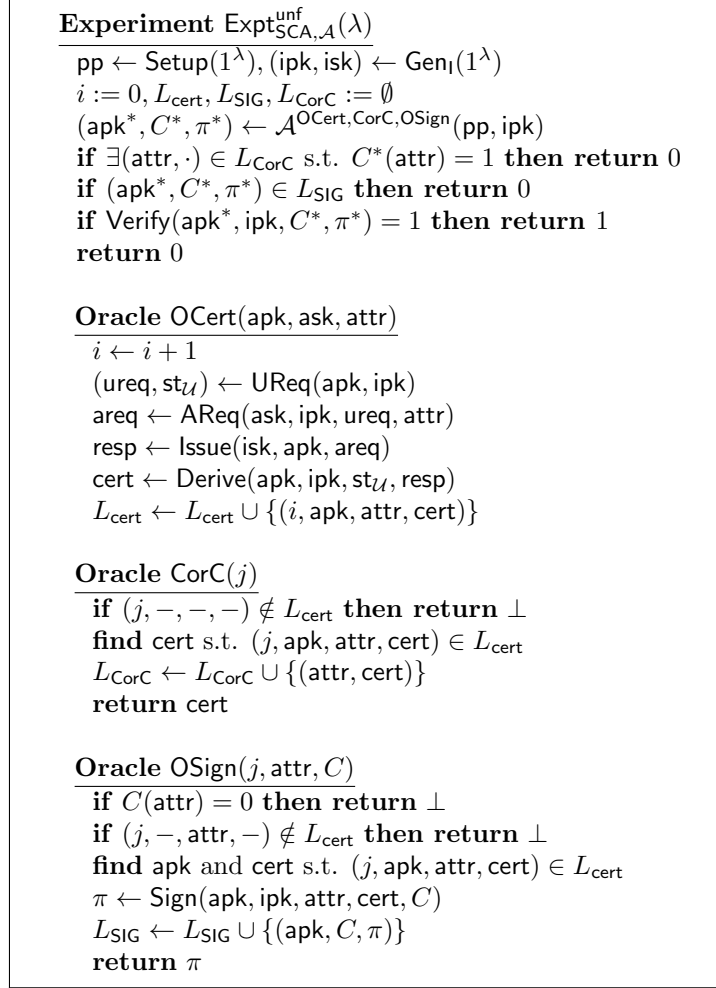 Experiment Expt^{unf}_{SCA,𝒜}(λ)
pp ← Setup(1^λ), (ipk, isk) ← Gen_I(1^λ)
i := 0, L_cert, L_SIG, L_CorC := ∅
(apk*, C*, π*) ← 𝒜^{OCert,CorC,OSign}(pp, ipk)
if ∃(attr, ·) ∈ L_CorC s.t. C*(attr) = 1 then return 0
if (apk*, C*, π*) ∈ L_SIG then return 0
if Verify(apk*, ipk, C*, π*) = 1 then return 1
return 0
Oracle OCert(apk, ask, attr)
i ← i + 1
(ureq, st_𝒰) ← UReq(apk, ipk)
areq ← AReq(ask, ipk, ureq, attr)
resp ← Issue(isk, apk, areq)
cert ← Derive(apk, ipk, st_𝒰, resp)
L_cert ← L_cert ∪ {(i, apk, attr, cert)}
Oracle CorC(j)
if (j, −, −, −) ∉ L_cert then return ⊥
find cert s.t. (j, apk, attr, cert) ∈ L_cert
L_CorC ← L_CorC ∪ {(attr, cert)}
return cert
Oracle OSign(j, attr, C)
if C(attr) = 0 then return ⊥
if (j, −, attr, −) ∉ L_cert then return ⊥
find apk and cert s.t. (j, apk, attr, cert) ∈ L_cert
π ← Sign(apk, ipk, attr, cert, C)
L_SIG ← L_SIG ∪ {(apk, C, π)}
return π